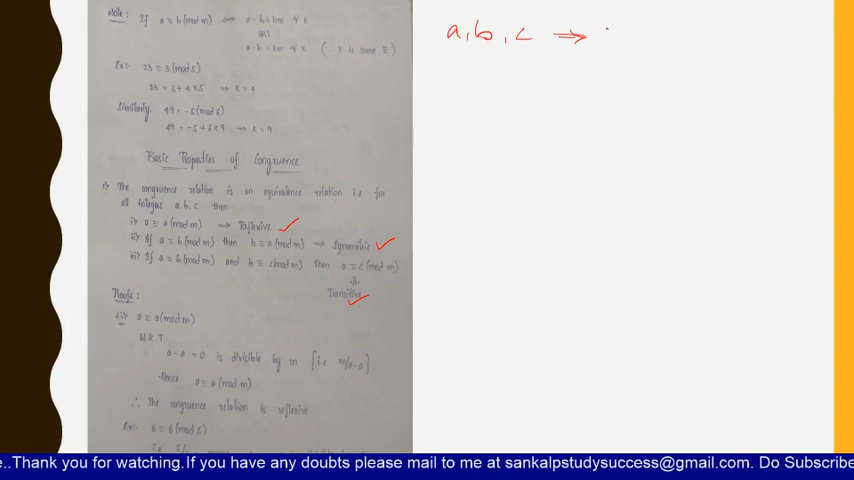 Note: If a ≡ b (mod m) ⟺ a-b = km ∀ k
(or)
a-b = km ∀ k (∵ K is some Z)
Ex:- 23 ≡ 3 (mod 5)
23 = 3 + 4×5 ⇒ K = 4
Similarly 49 = -5 (mod 6)
49 = -5 + 6×9 ⇒ K = 9
Basic Properties of Congruence
1) The congruence relation is an equivalence relation i.e for
all integers a, b, c then
i) a ≡ a (mod m) → Reflexive ✓
ii) If a ≡ b (mod m) then b ≡ a (mod m) → Symmetric ✓
iii) If a ≡ b (mod m) and b ≡ c (mod m) then a ≡ c (mod m)
⇓
Transitive ✓
Proofs:
(i) a ≡ a (mod m)
W.K.T
a-a = 0 is divisible by m [i.e m/a-a]
Hence a ≡ a (mod m)
∴ The congruence relation is reflexive
Ex:- 6 ≡ 6 (mod 5)
i.e 5/
a, b, c ⇒
e..Thank you for watching.If you have any doubts please mail to me at sankalpstudysuccess@gmail.com. Do Subscribe